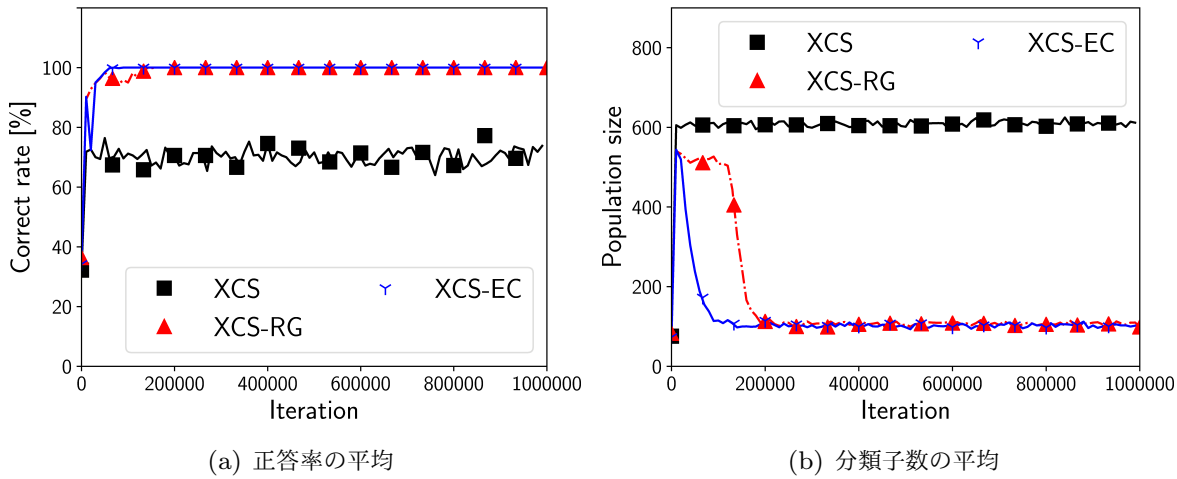 Correct rate [%]
100
80
60
40
20
0
XCS
XCS-EC
XCS-RG
0 200000 400000 600000 800000 1000000
Iteration
(a) 正答率の平均
Population size
800
600
400
200
0
XCS
XCS-EC
XCS-RG
0 200000 400000 600000 800000 1000000
Iteration
(b) 分類子数の平均